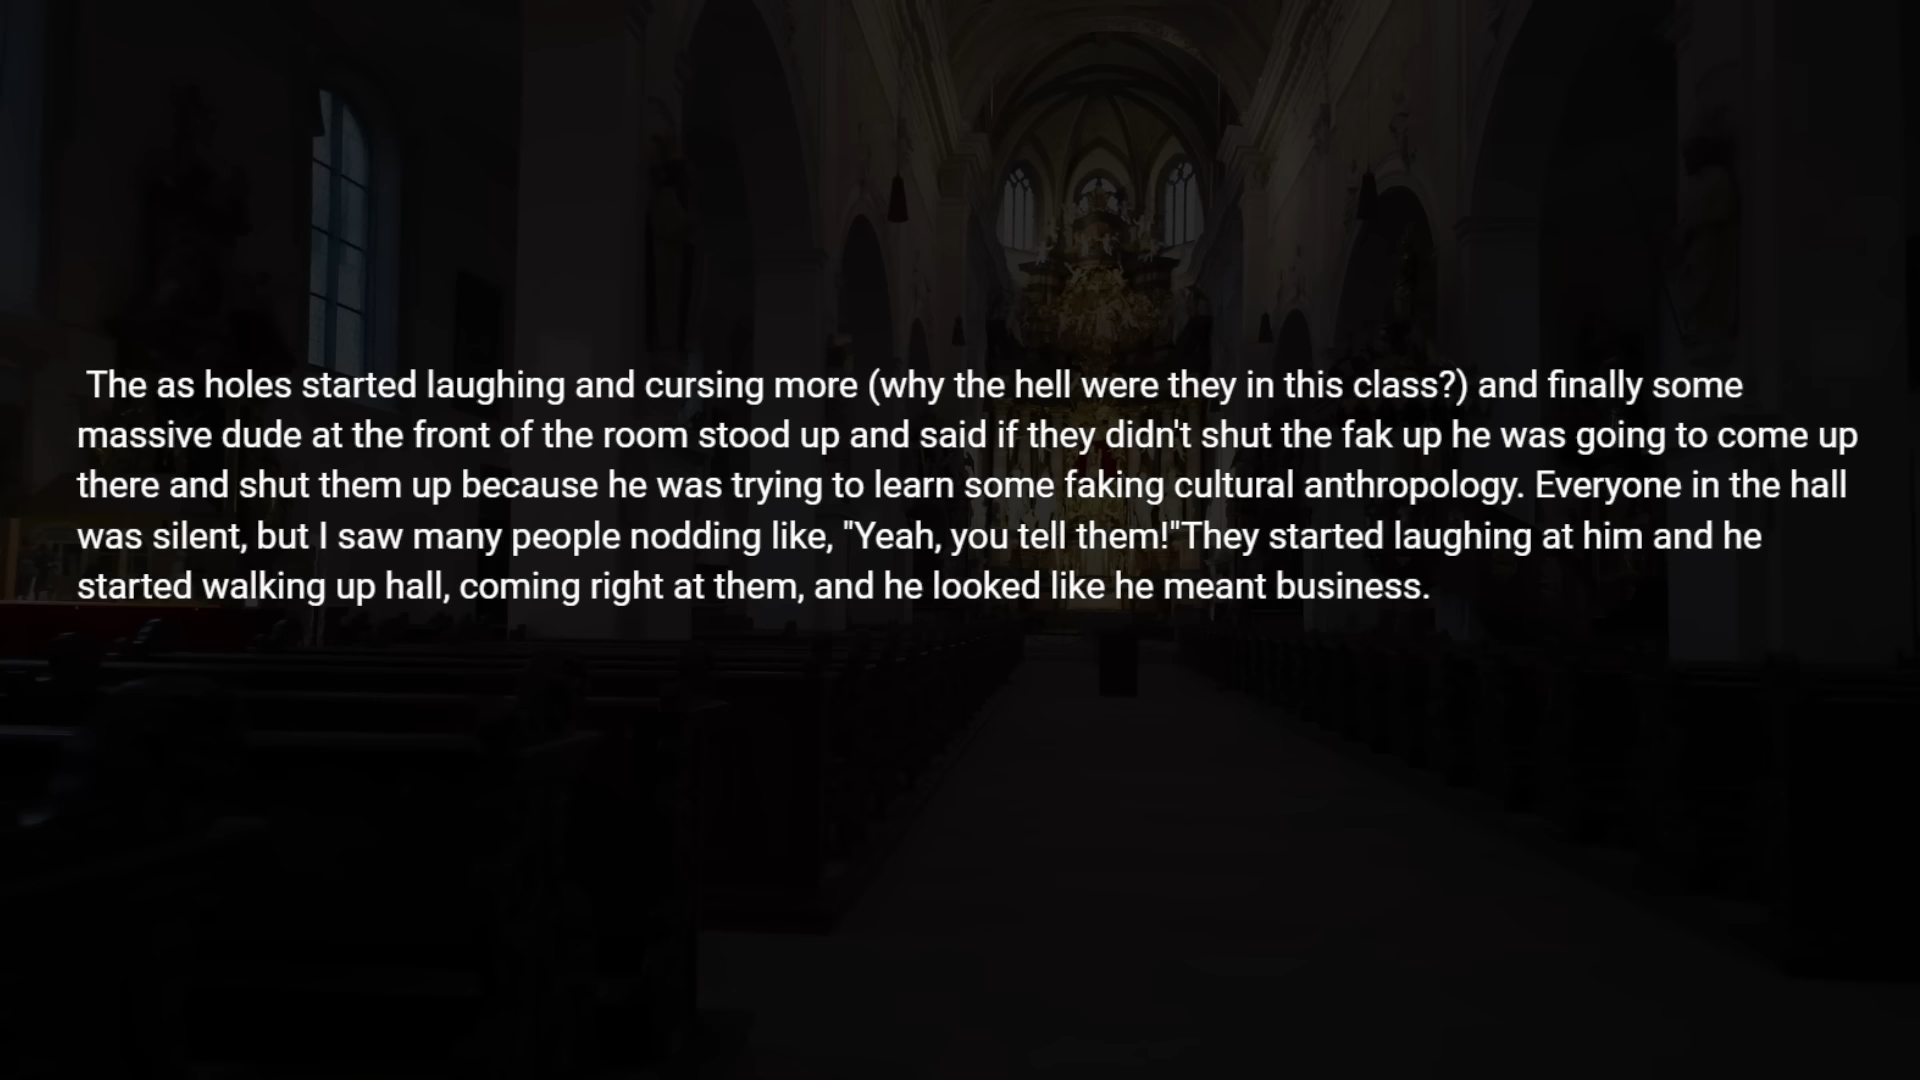 The as holes started laughing and cursing more (why the hell were they in this class?) and finally some
massive dude at the front of the room stood up and said if they didn't shut the fak up he was going to come up
there and shut them up because he was trying to learn some faking cultural anthropology. Everyone in the hall
was silent, but I saw many people nodding like, "Yeah, you tell them!"They started laughing at him and he
started walking up hall, coming right at them, and he looked like he meant business.